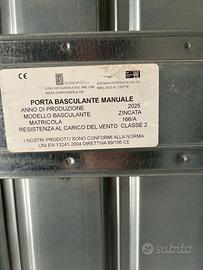 PORTA BASCULANTE MANUALE
ANNO DI PRODUZIONE 2025
MODELLO BASCULANTE ZINCATA
MATRICOLA 166/A
RESISTENZA AL CARICO DEL VENTO CLASSE 2
I NOSTRI PRODOTTI SONO CONFORMI ALLA NORMA
UNI EN 13241-2004 DIRETTIVA 89/106 CE
subito